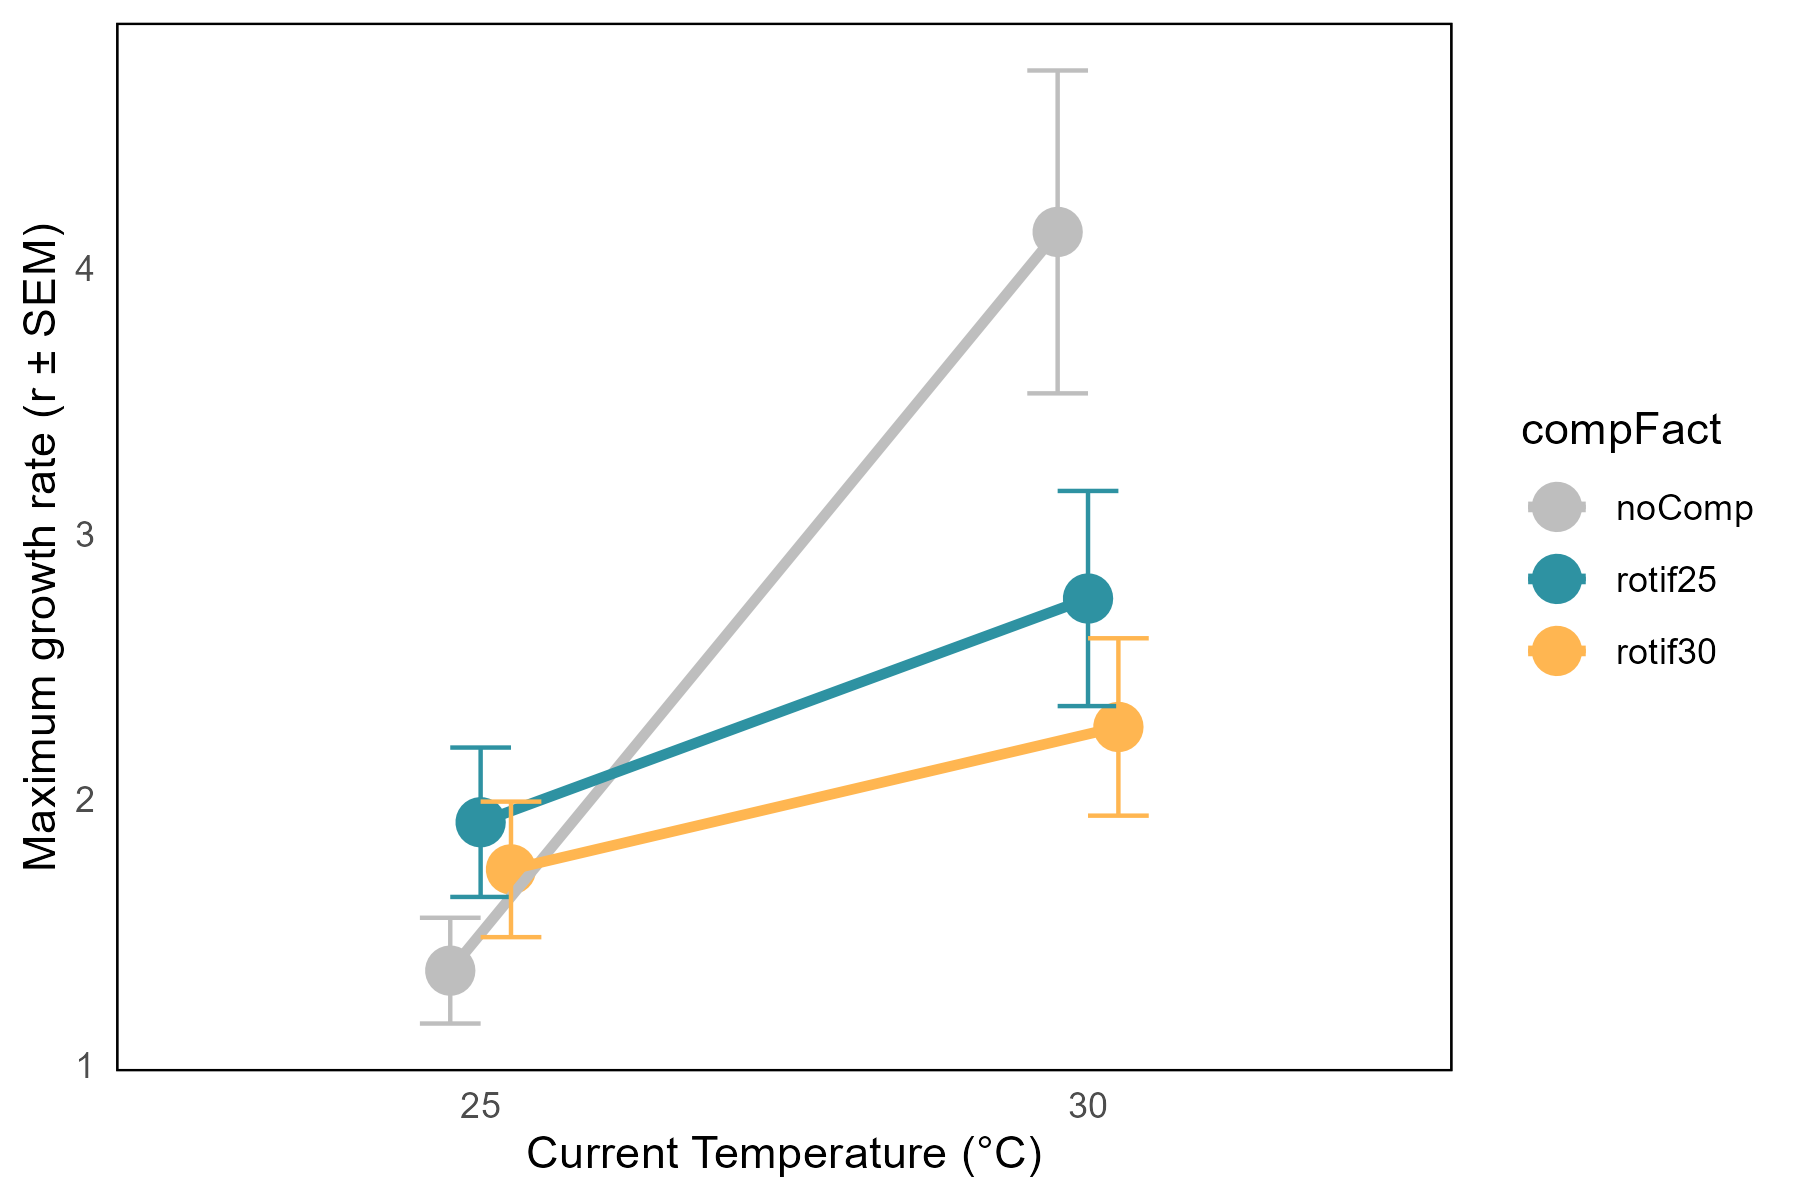 Maximum growth rate (r ± SEM)
4
3
2
1
25
30
Current Temperature (°C)
compFact
noComp
rotif25
rotif30